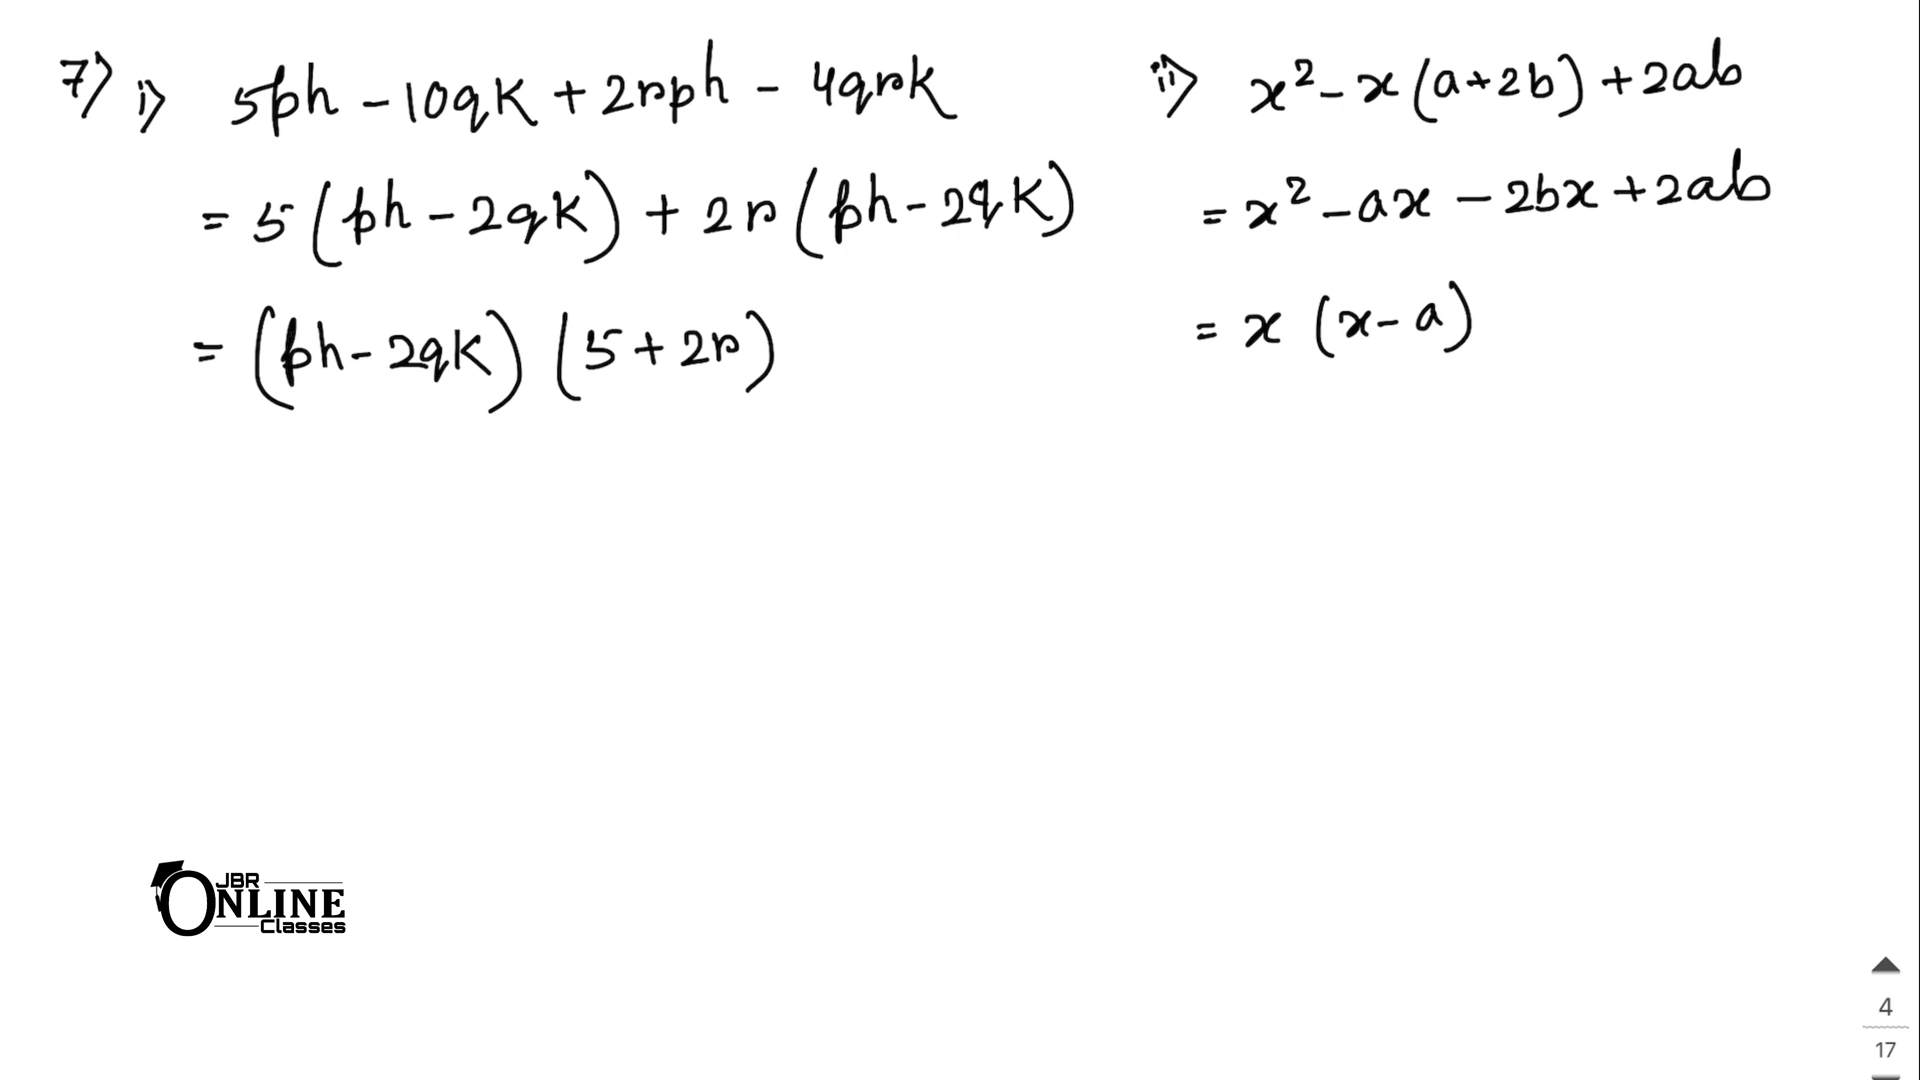 7) i) 5ph - 10qk + 2rph - 4qrk
= 5(ph - 2qk) + 2r(ph - 2qk)
= (ph - 2qk) (5 + 2r)
ii) x² - x(a + 2b) + 2ab
= x² - ax - 2bx + 2ab
= x (x - a)
JBR
ONLINE
Classes
4
17